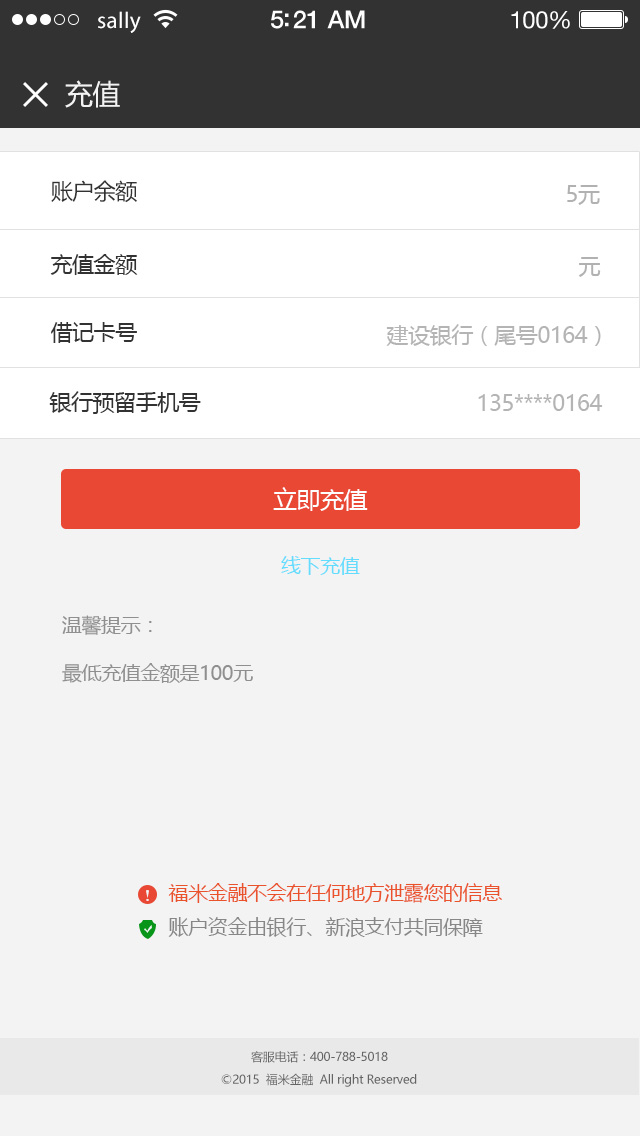 sally 5:21 AM 100%
充值
账户余额 5元
充值金额 元
借记卡号 建设银行（尾号0164）
银行预留手机号 135****0164
立即充值
线下充值
温馨提示：
最低充值金额是100元
福米金融不会在任何地方泄露您的信息
账户资金由银行、新浪支付共同保障
客服电话：400-788-5018
©2015 福米金融 All right Reserved